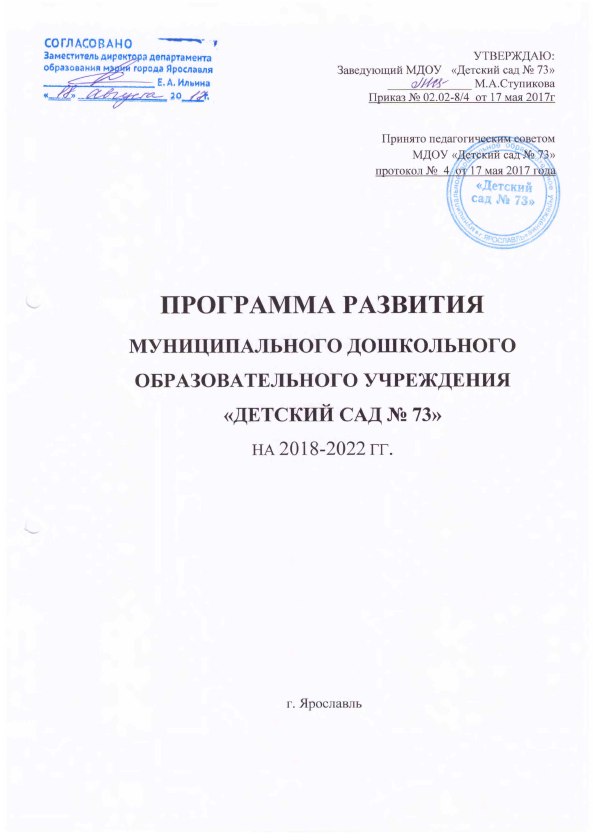 СОГЛАСОВАНО
Заместитель директора департамента
образования мэрии города Ярославля
Е. А. Ильина
«18» августа 20
УТВЕРЖДАЮ:
Заведующий МДОУ «Детский сад № 73»
М.А.Ступикова
Приказ № 02.02-8/4 от 17 мая 2017г
Принято педагогическим советом
МДОУ «Детский сад № 73»
протокол № 4 от 17 мая 2017 года
«Детский
сад № 73»
ПРОГРАММА РАЗВИТИЯ
МУНИЦИПАЛЬНОГО ДОШКОЛЬНОГО
ОБРАЗОВАТЕЛЬНОГО УЧРЕЖДЕНИЯ
«ДЕТСКИЙ САД № 73»
НА 2018-2022 ГГ.
г. Ярославль